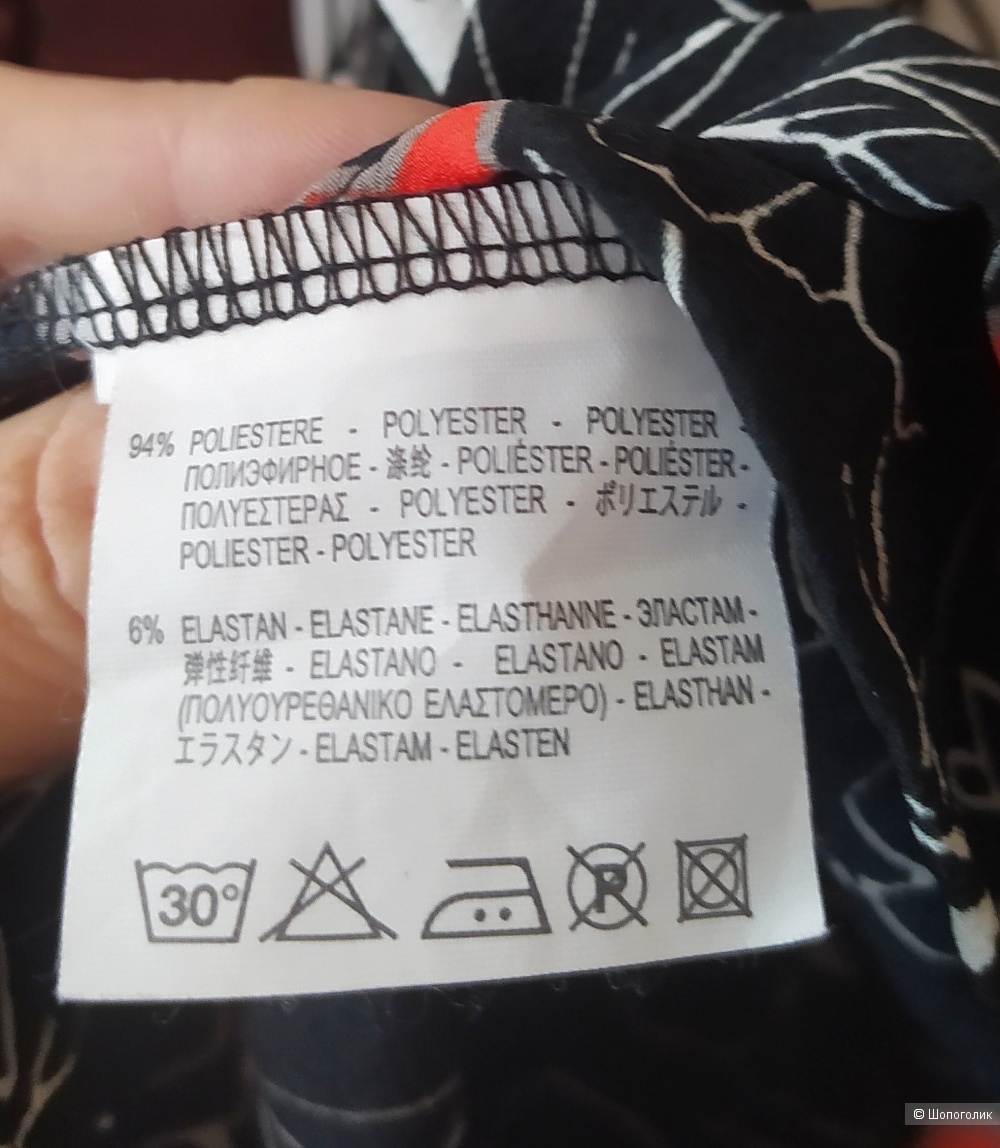 94% POLIESTERE - POLYESTER - POLYESTER -
ПОЛИЭФИРНОЕ - 涤纶 - POLIÉSTER - POLIÉSTER -
ΠΟΛΥΕΣΤΕΡΑΣ - POLYESTER - ポリエステル -
POLIESTER - POLYESTER
6% ELASTAN - ELASTANE - ELASTHANNE - ЭЛАСТАМ -
弹性纤维 - ELASTANO - ELASTANO - ELASTAM
(ΠΟΛΥΟΥΡΕΘΑΝΙΚΟ ΕΛΑΣΤΟΜΕΡΟ) - ELASTHAN -
エラスタン - ELASTAM - ELASTEN
30° P
© Шопоголик